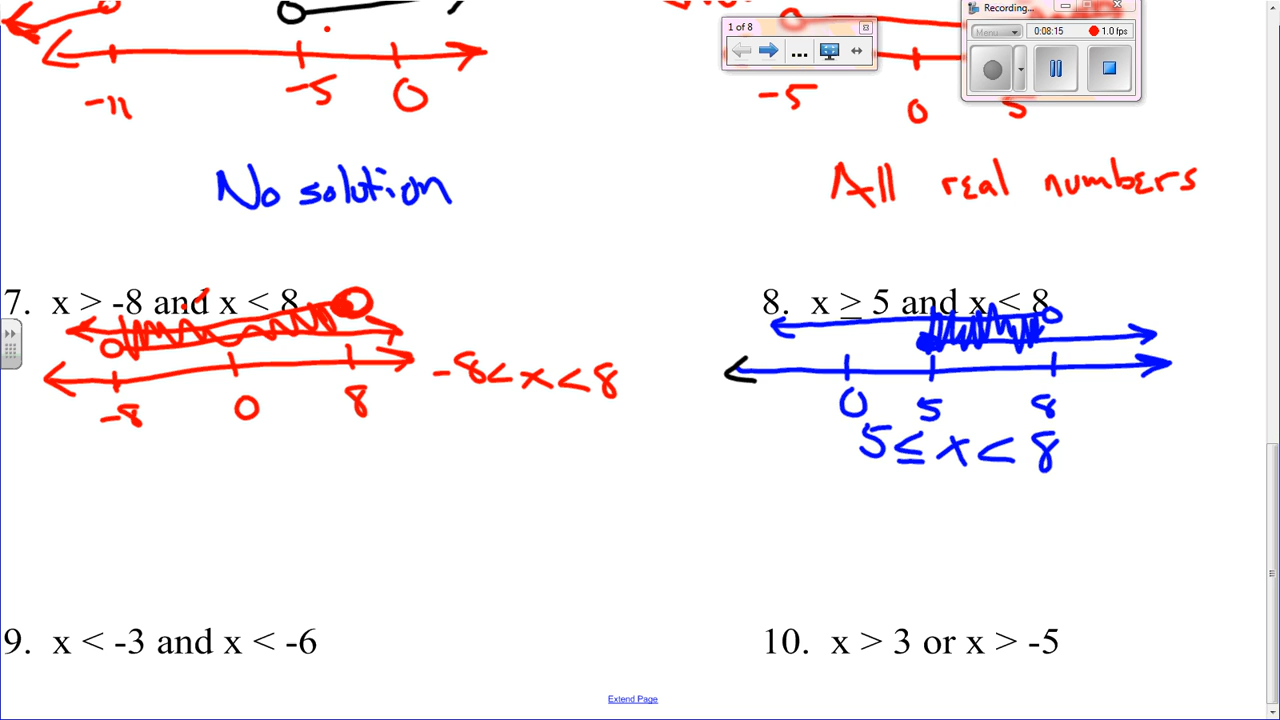 Recording...
1 of 8
Menu
0:08:15
1.0 fps
...
-11 -5 0
-5 0 5
No solution
All real numbers
7. x > -8 and x < 8
-8 0 8
-8 < x < 8
8. x ≥ 5 and x < 8
0 5 8
5 ≤ x < 8
9. x < -3 and x < -6
10. x > 3 or x > -5
Extend Page